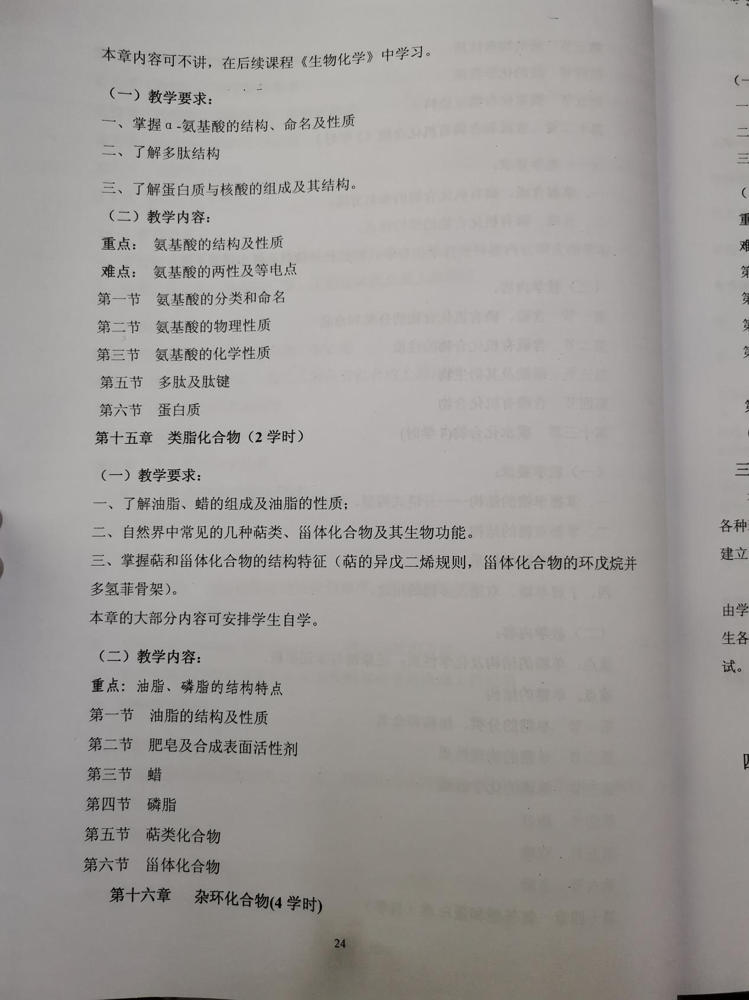 本章内容可不讲，在后续课程《生物化学》中学习。
（一）教学要求：
一、掌握α-氨基酸的结构、命名及性质
二、了解多肽结构
三、了解蛋白质与核酸的组成及其结构。
（二）教学内容：
重点： 氨基酸的结构及性质
难点： 氨基酸的两性及等电点
第一节 氨基酸的分类和命名
第二节 氨基酸的物理性质
第三节 氨基酸的化学性质
第五节 多肽及肽键
第六节 蛋白质
第十五章 类脂化合物（2 学时）
（一）教学要求：
一、了解油脂、蜡的组成及油脂的性质；
二、自然界中常见的几种萜类、甾体化合物及其生物功能。
三、掌握萜和甾体化合物的结构特征（萜的异戊二烯规则，甾体化合物的环戊烷并
多氢菲骨架）。
本章的大部分内容可安排学生自学。
（二）教学内容：
重点：油脂、磷脂的结构特点
第一节 油脂的结构及性质
第二节 肥皂及合成表面活性剂
第三节 蜡
第四节 磷脂
第五节 萜类化合物
第六节 甾体化合物
第十六章 杂环化合物(4 学时)
24
各种
建立
由学
生各
试。